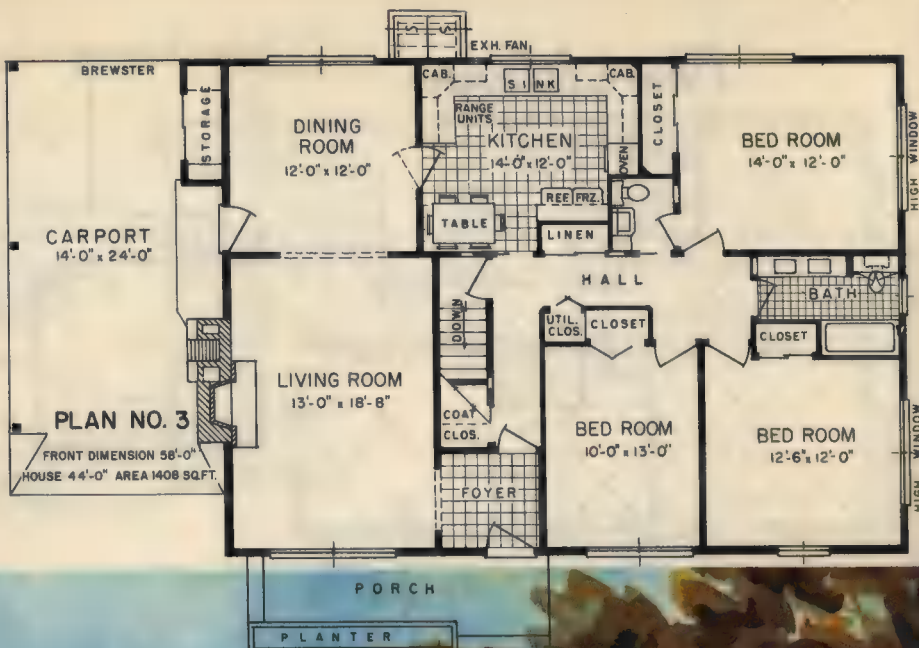 BREWSTER
STORAGE
CARPORT
14'-0" x 24'-0"
PLAN NO. 3
FRONT DIMENSION 58'-0"
HOUSE 44'-0" AREA 1408 SQ.FT.
DINING
ROOM
12'-0" x 12'-0"
S S
EXH. FAN
CAB.
SINK
CAB.
RANGE
UNITS
KITCHEN
14'-0" x 12'-0"
OVEN
REF. FRZ.
TABLE
LINEN
CLOSET
BED ROOM
14'-0" x 12'-0"
HIGH WINDOW
HALL
BATH
CLOSET
UTIL.
CLOS.
CLOSET
DOWN
COAT
CLOS.
LIVING ROOM
13'-0" x 18'-8"
FOYER
BED ROOM
10'-0" x 13'-0"
BED ROOM
12'-6" x 12'-0"
HIGH WINDOW
PORCH
PLANTER